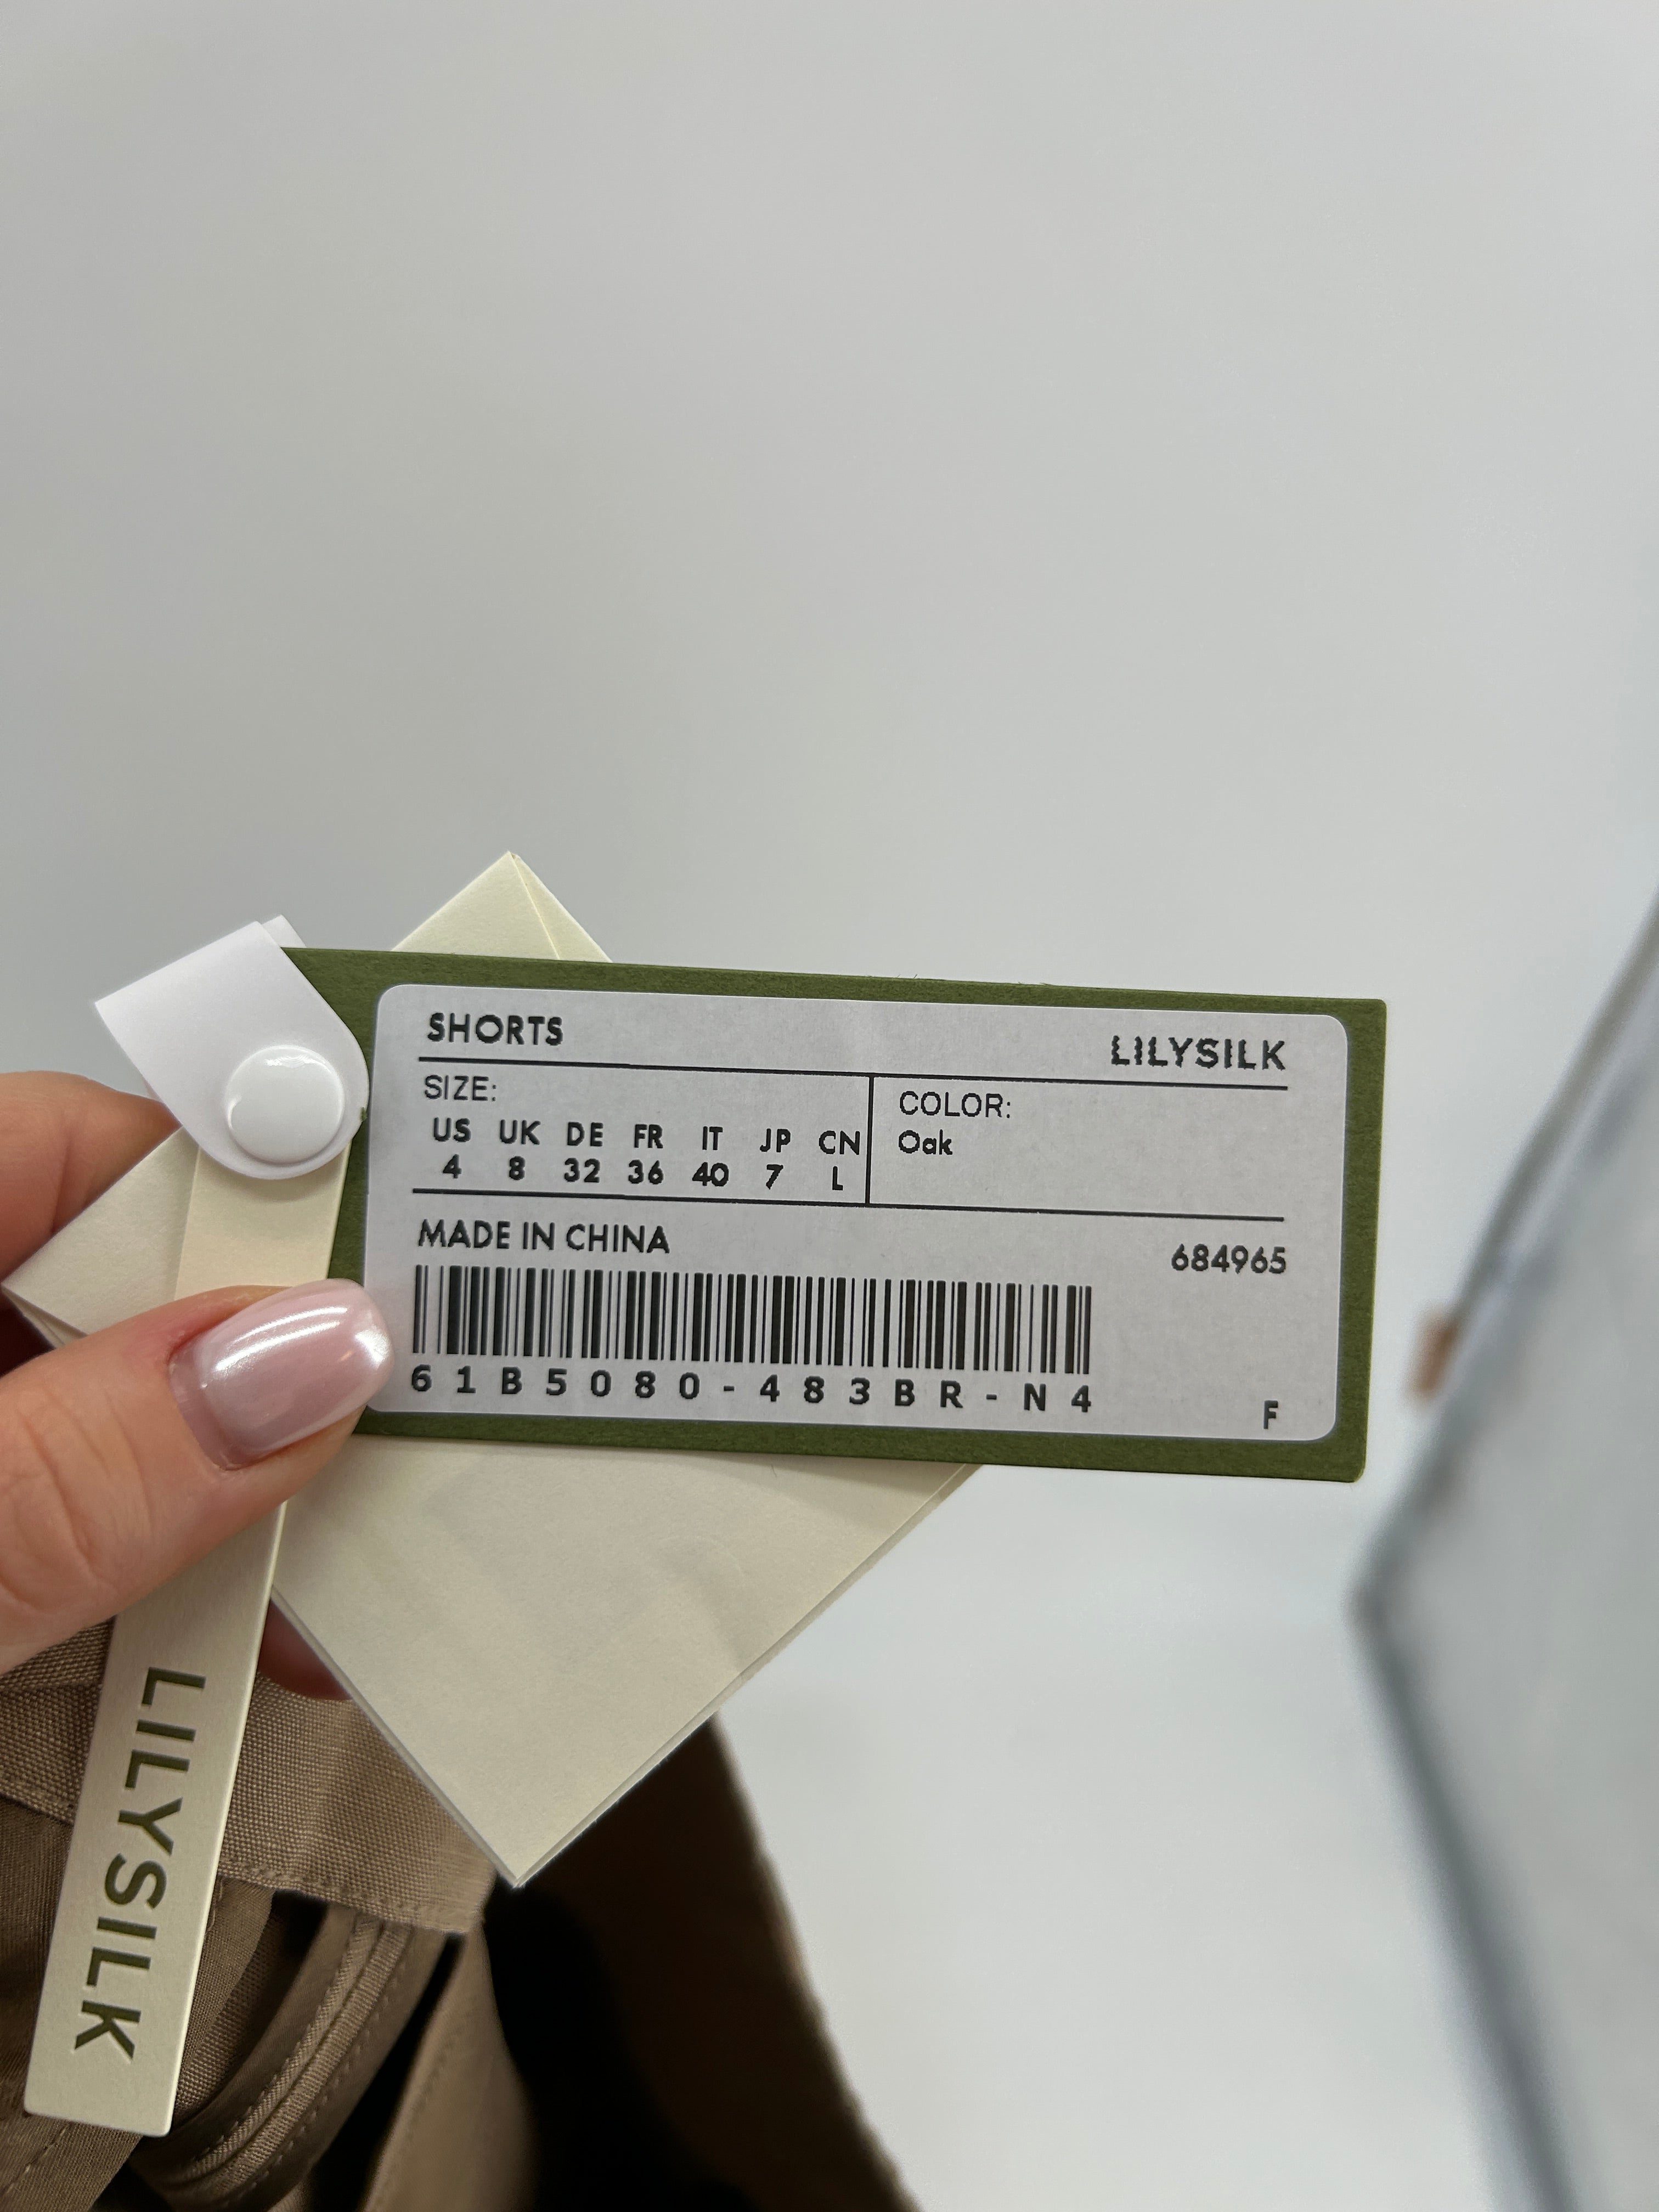 SHORTS
LILYSILK
SIZE:
US UK DE FR IT JP CN
4 8 32 36 40 7 L
COLOR:
Oak
MADE IN CHINA
684965
61B5080-483BR-N4
F
LILYSILK